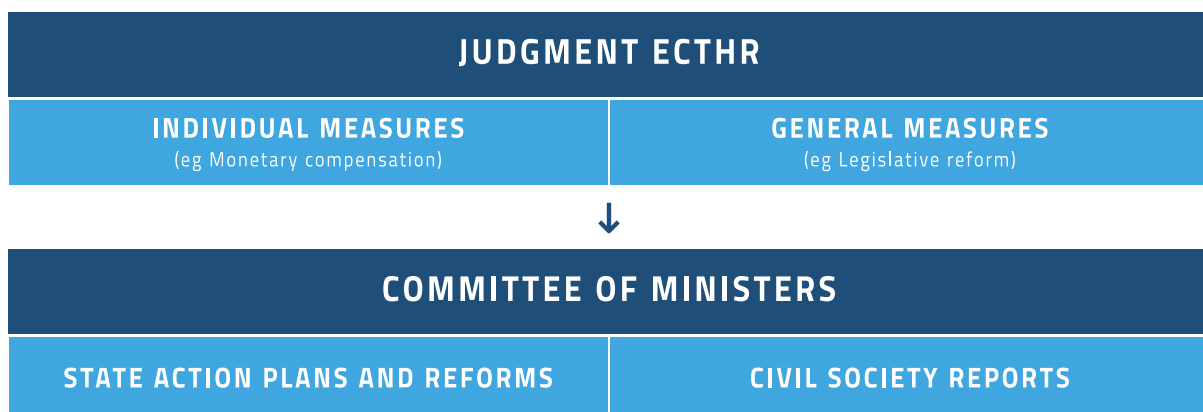 JUDGMENT ECTHR
INDIVIDUAL MEASURES
(eg Monetary compensation)
GENERAL MEASURES
(eg Legislative reform)
COMMITTEE OF MINISTERS
STATE ACTION PLANS AND REFORMS
CIVIL SOCIETY REPORTS